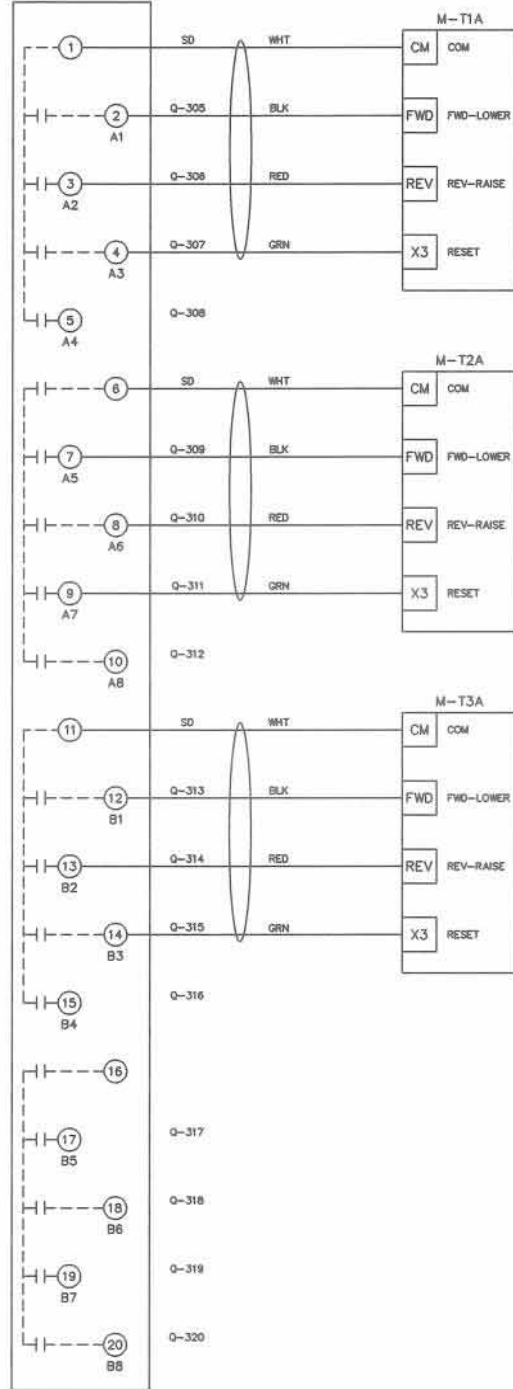 M-T1A
1 SD WHT CM COM
2 Q-305 BLK FWD FWD-LOWER
A1
3 Q-306 RED REV REV-RAISE
A2
4 Q-307 GRN X3 RESET
A3
5 Q-308
A4
M-T2A
6 SD WHT CM COM
7 Q-309 BLK FWD FWD-LOWER
A5
8 Q-310 RED REV REV-RAISE
A6
9 Q-311 GRN X3 RESET
A7
10 Q-312
A8
M-T3A
11 SD WHT CM COM
12 Q-313 BLK FWD FWD-LOWER
B1
13 Q-314 RED REV REV-RAISE
B2
14 Q-315 GRN X3 RESET
B3
15 Q-316
B4
16
17 Q-317
B5
18 Q-318
B6
19 Q-319
B7
20 Q-320
B8